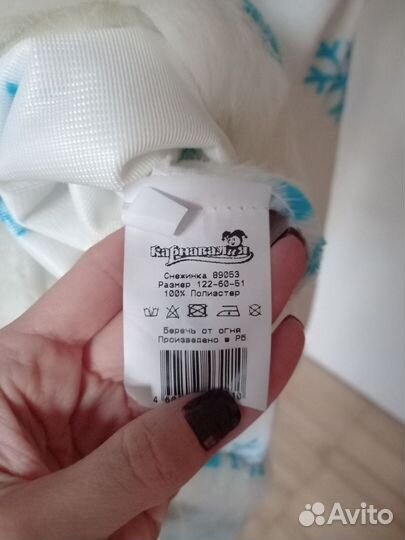 Карнавалия
Снежинка 89053
Размер 122-60-51
100% Полиэстер
Беречь от огня
Произведено в РБ
Avito